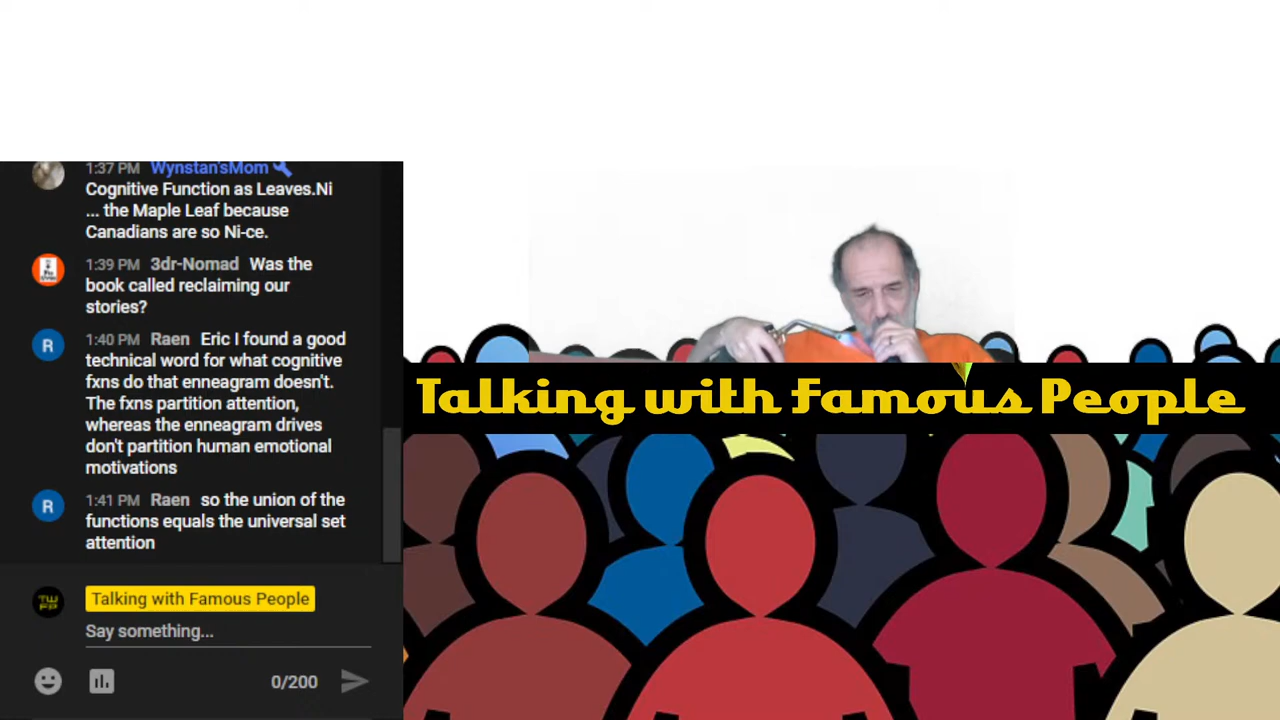 1:37 PM Wynstan'sMom
Cognitive Function as Leaves.Ni
... the Maple Leaf because
Canadians are so Ni-ce.
1:39 PM 3dr-Nomad Was the
book called reclaiming our
stories?
R 1:40 PM Raen Eric I found a good
technical word for what cognitive
fxns do that enneagram doesn't.
The fxns partition attention,
whereas the enneagram drives
don't partition human emotional
motivations
R 1:41 PM Raen so the union of the
functions equals the universal set
attention
TW
FP
Talking with Famous People
Say something...
0/200
Talking with Famous People